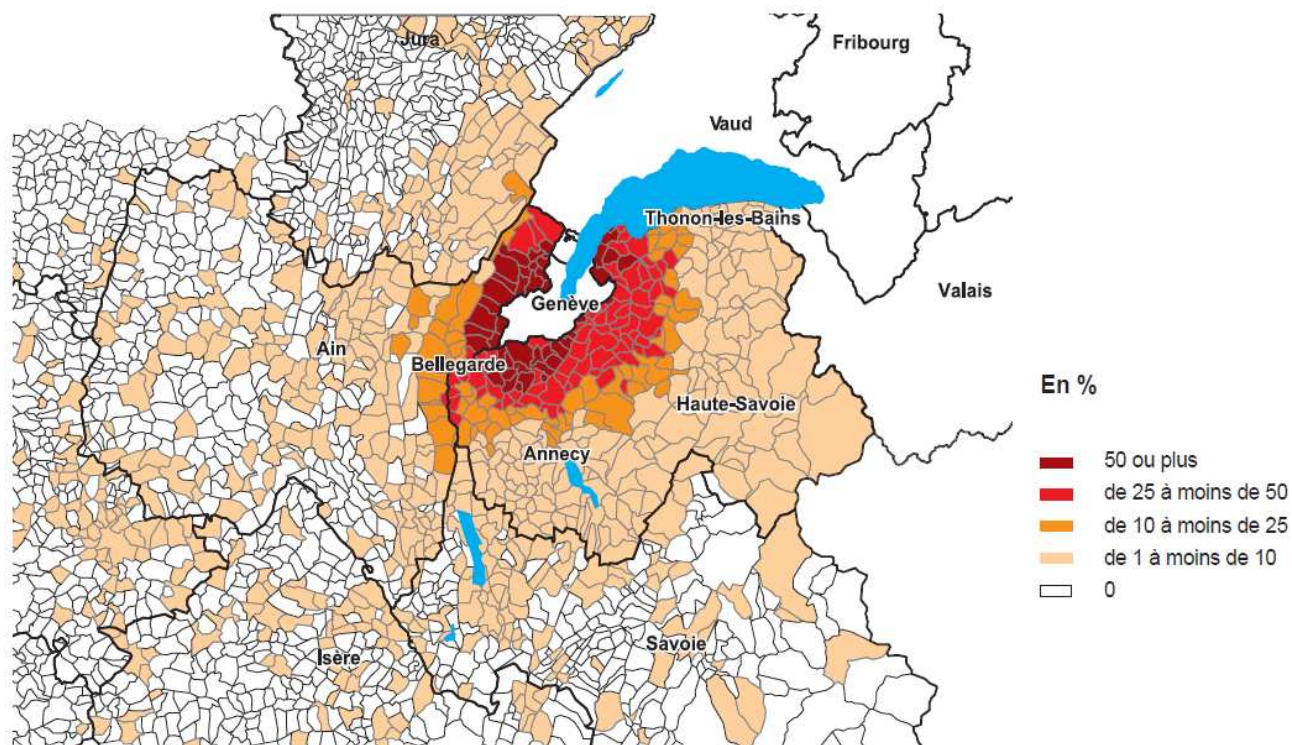 Jura
Fribourg
Vaud
Thonon-les-Bains
Valais
Genève
Ain
Bellegarde
Haute-Savoie
Annecy
Savoie
Isère
En %
50 ou plus
de 25 à moins de 50
de 10 à moins de 25
de 1 à moins de 10
0